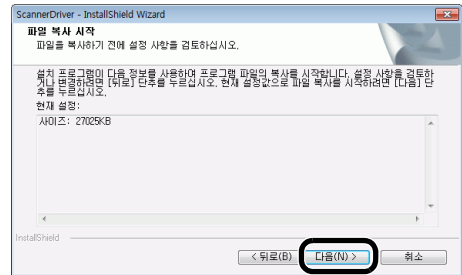 ScannerDriver - InstallShield Wizard
파일 복사 시작
파일을 복사하기 전에 설정 사항을 검토하십시오.
설치 프로그램이 다음 정보를 사용하여 프로그램 파일의 복사를 시작합니다. 설정 사항을 검토하
거나 변경하려면 [뒤로] 단추를 누르십시오. 현재 설정값으로 파일 복사를 시작하려면 [다음] 단
추를 누르십시오.
현재 설정:
사이즈: 27025KB
InstallShield
< 뒤로(B)
다음(N) >
취소